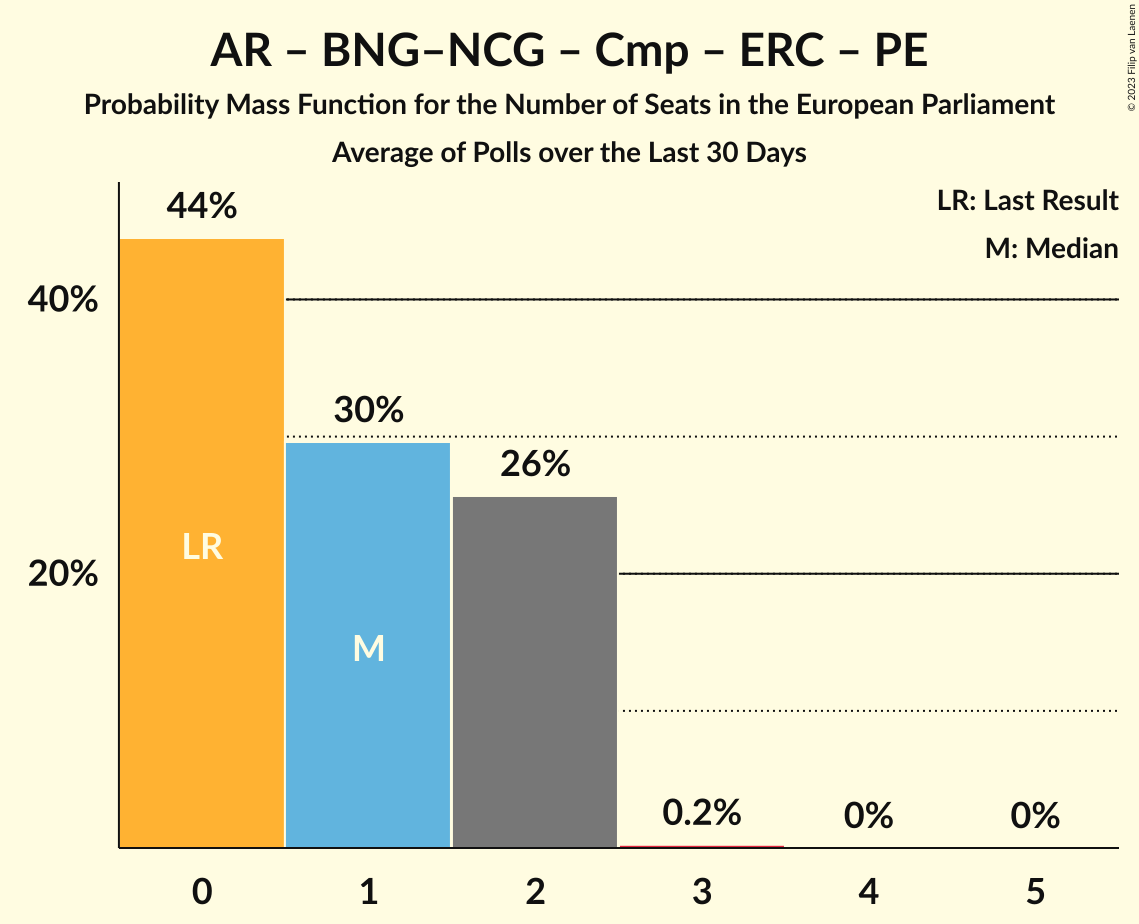 AR – BNG–NCG – Cmp – ERC – PE
Probability Mass Function for the Number of Seats in the European Parliament
Average of Polls over the Last 30 Days
© 2023 Filip van Laenen
LR: Last Result
M: Median
44%
40%
30%
26%
LR
20%
M
0.2%
0%
0%
0
1
2
3
4
5